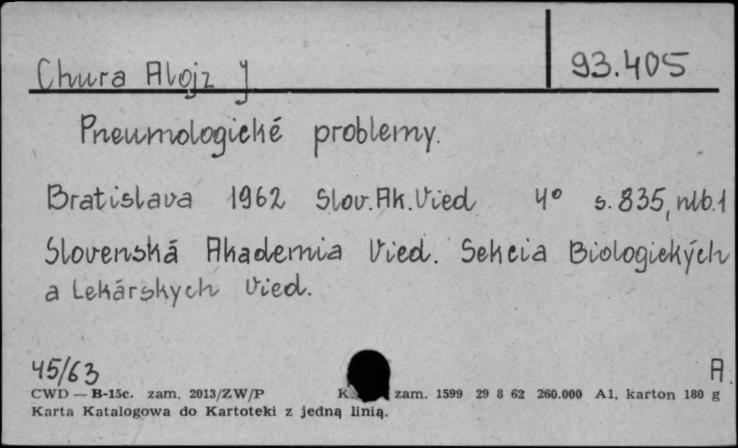 Chura Alojz J
93.405
Pneumologické problemy.
Bratislava 1962 Slov.Ak.Vied 4° s.835, nlb.1
Slovenská Akademia Vied. Sekcia Biologických
a Lekárskych Vied.
45/63
A.
CWD — B-15c. zam. 2013/ZW/P K zam. 1599 29 8 62 260.000 A1, karton 180 g
Karta Katalogowa do Kartoteki z jedną linią.